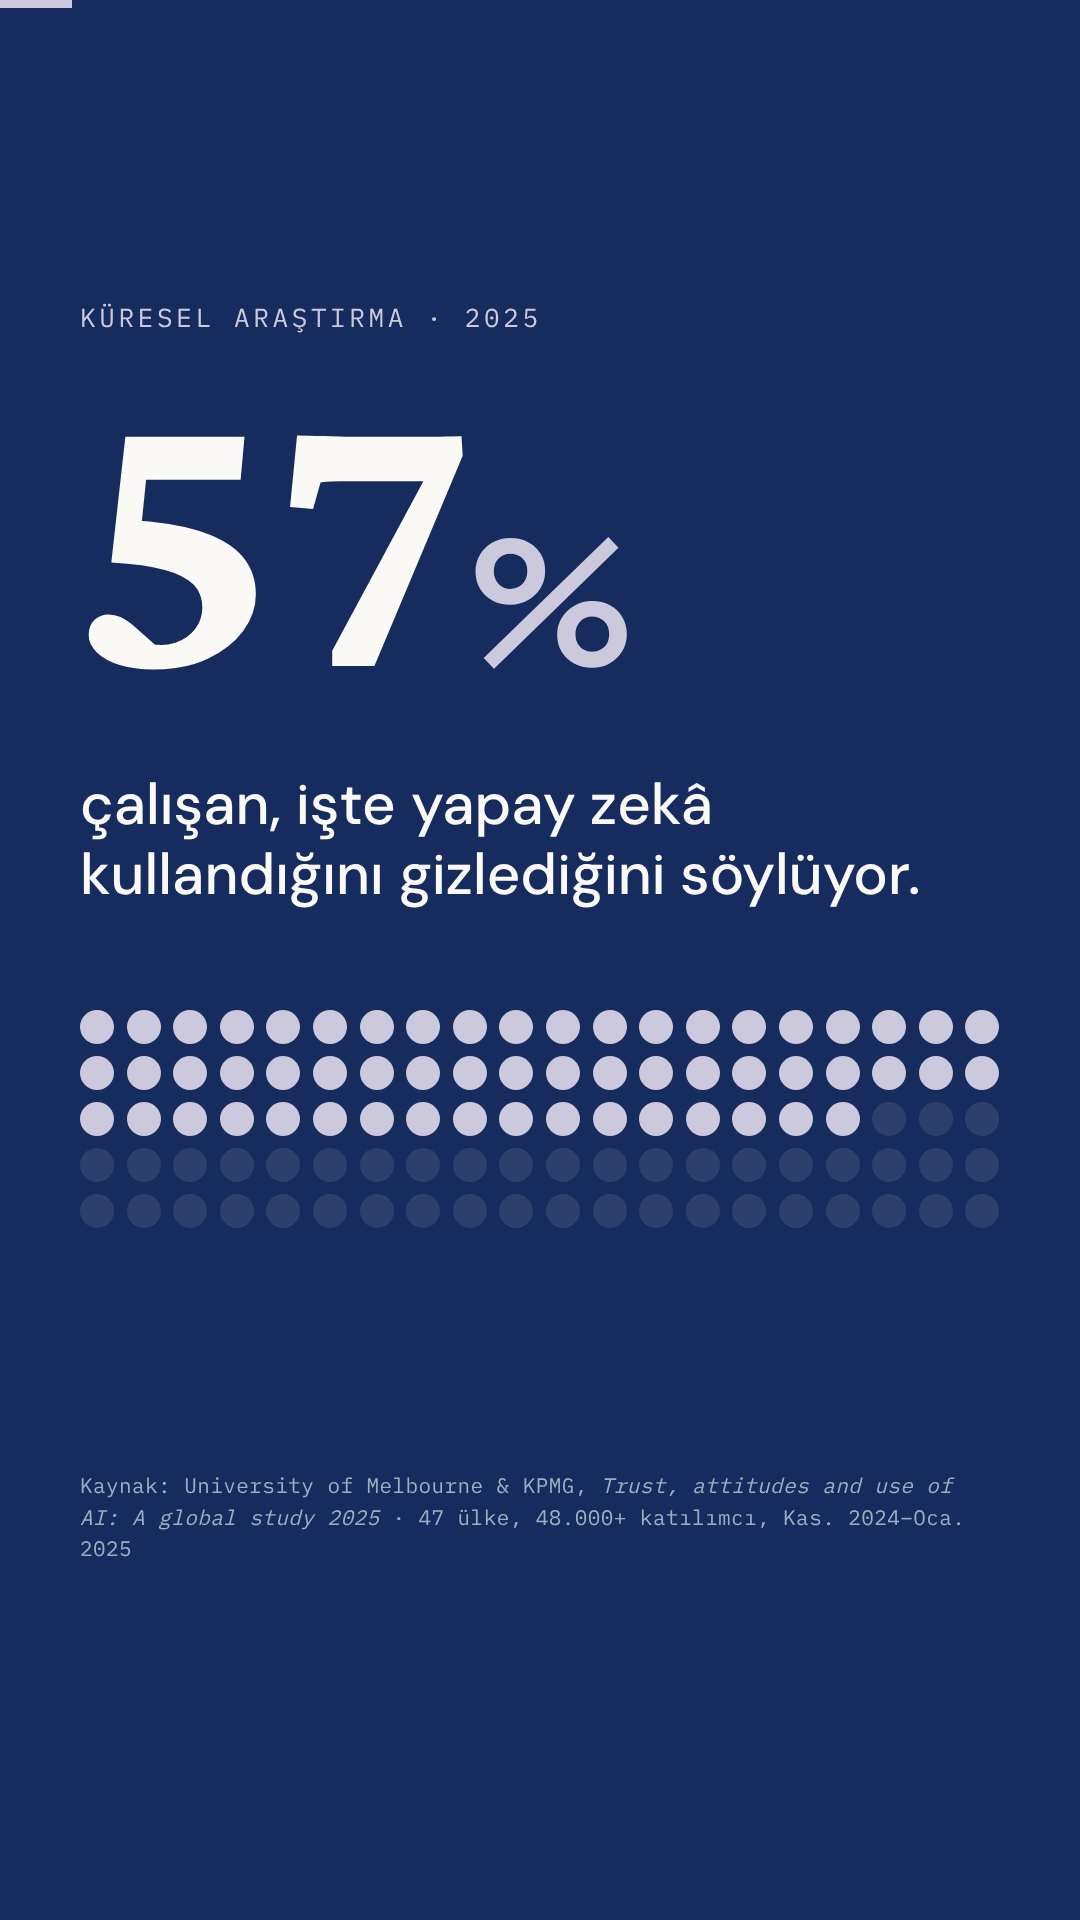 KÜRESEL ARAŞTIRMA · 2025
57%
çalışan, işte yapay zekâ
kullandığını gizlediğini söylüyor.
Kaynak: University of Melbourne & KPMG, Trust, attitudes and use of
AI: A global study 2025 · 47 ülke, 48.000+ katılımcı, Kas. 2024–Oca.
2025